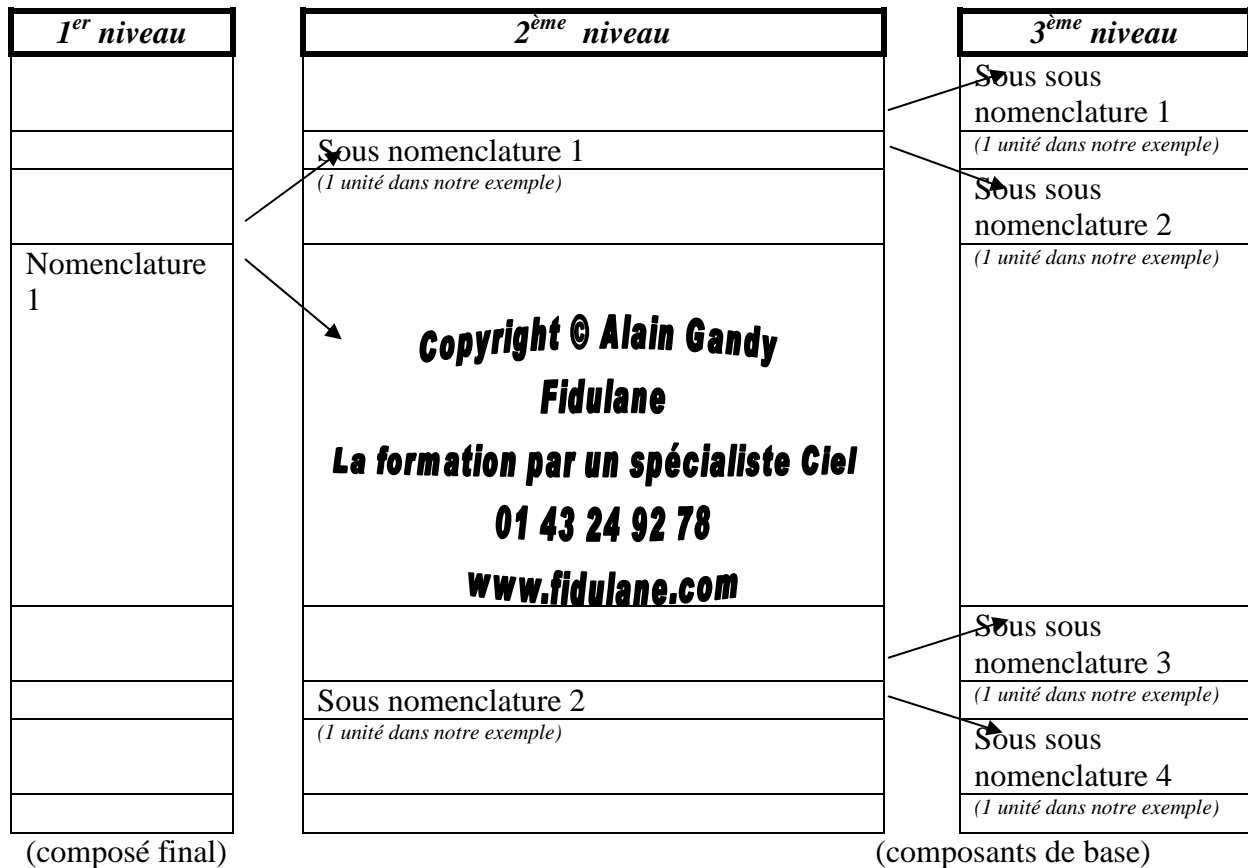 1er niveau
2ème niveau
3ème niveau
Sous sous
nomenclature 1
Sous nomenclature 1
(1 unité dans notre exemple)
(1 unité dans notre exemple)
Sous sous
nomenclature 2
Nomenclature
1
(1 unité dans notre exemple)
Copyright © Alain Gandy
Fidulane
La formation par un spécialiste Ciel
01 43 24 92 78
www.fidulane.com
Sous sous
nomenclature 3
Sous nomenclature 2
(1 unité dans notre exemple)
(1 unité dans notre exemple)
Sous sous
nomenclature 4
(1 unité dans notre exemple)
(composé final)
(composants de base)